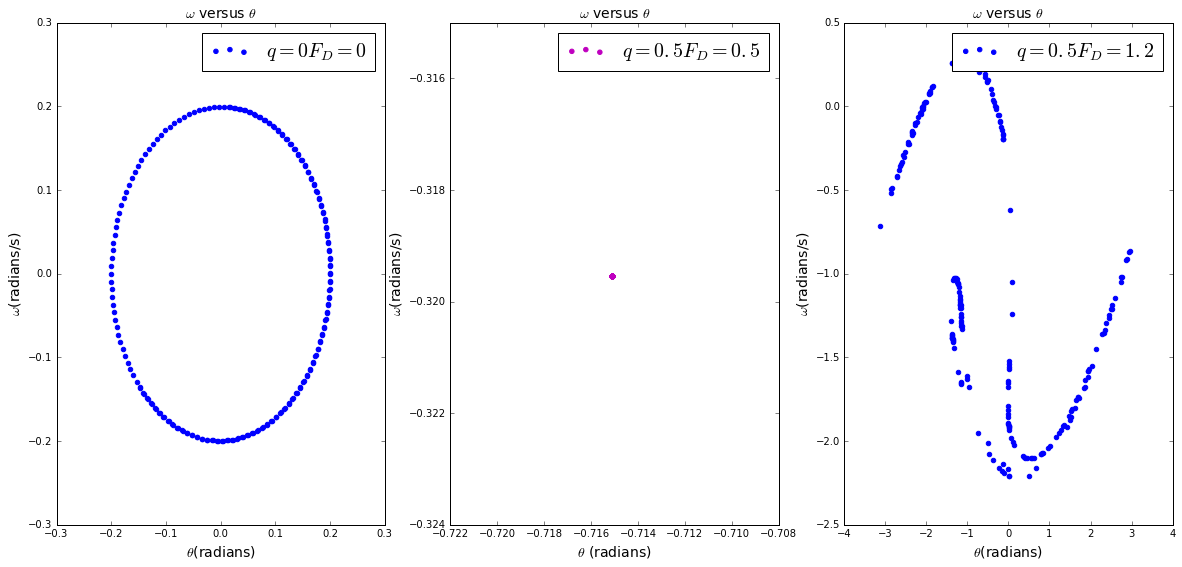 ω versus θ
q = 0F_D = 0
0.3
0.2
0.1
0.0
−0.1
−0.2
−0.3
ω(radians/s)
−0.3 −0.2 −0.1 0.0 0.1 0.2 0.3
θ(radians)
ω versus θ
q = 0.5F_D = 0.5
−0.316
−0.318
−0.320
−0.322
−0.324
ω(radians/s)
−0.722 −0.720 −0.718 −0.716 −0.714 −0.712 −0.710 −0.708
θ (radians)
ω versus θ
q = 0.5F_D = 1.2
0.5
0.0
−0.5
−1.0
−1.5
−2.0
−2.5
ω(radians/s)
−4 −3 −2 −1 0 1 2 3 4
θ(radians)